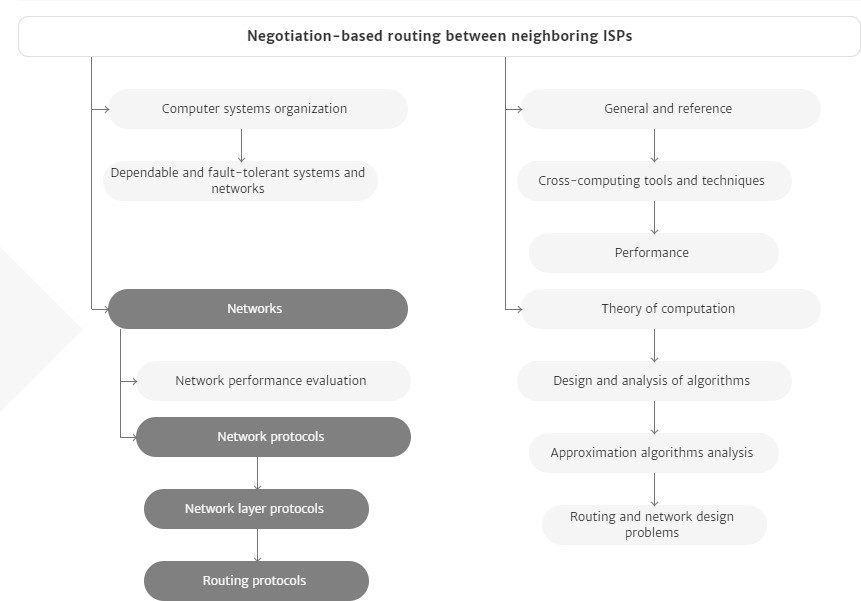 Negotiation-based routing between neighboring ISPs
Computer systems organization
Dependable and fault-tolerant systems and
networks
Networks
Network performance evaluation
Network protocols
Network layer protocols
Routing protocols
General and reference
Cross-computing tools and techniques
Performance
Theory of computation
Design and analysis of algorithms
Approximation algorithms analysis
Routing and network design
problems